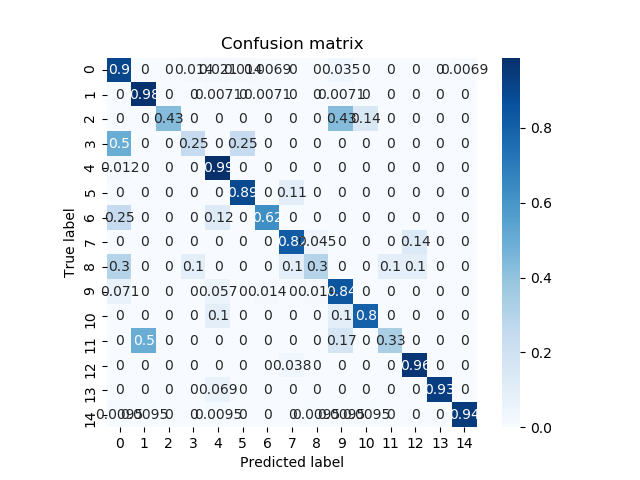 Confusion matrix
0 0.9 0 0 0.014 0.021 0.014 0.0069 0 0 0.035 0 0 0 0 0.0069
1 0 0.98 0 0 0.0071 0 0.0071 0 0 0.0071 0 0 0 0 0
2 0 0 0.43 0 0 0 0 0 0 0.43 0.14 0 0 0 0
3 0.5 0 0 0.25 0 0.25 0 0 0 0 0 0 0 0 0
4 0.012 0 0 0 0.99 0 0 0 0 0 0 0 0 0 0
5 0 0 0 0 0 0.89 0 0.11 0 0 0 0 0 0 0
6 0.25 0 0 0 0.12 0 0.62 0 0 0 0 0 0 0 0
7 0 0 0 0 0 0 0 0.82 0.045 0 0 0 0.14 0 0
8 0.3 0 0 0.1 0 0 0 0.1 0.3 0 0 0.1 0.1 0 0
9 0.071 0 0 0 0.057 0 0.014 0 0.84 0 0 0 0 0
10 0 0 0 0 0.1 0 0 0 0 0.1 0.8 0 0 0 0
11 0 0.5 0 0 0 0 0 0 0 0.17 0 0.33 0 0 0
12 0 0 0 0 0 0 0 0.038 0 0 0 0 0.96 0 0
13 0 0 0 0 0.069 0 0 0 0 0 0 0 0 0.93 0
14 0.0095 0.0095 0 0 0.0095 0 0 0 0.0095 0.0095 0.0095 0 0 0 0.94
0 1 2 3 4 5 6 7 8 9 10 11 12 13 14
Predicted label
True label
0.8
0.6
0.4
0.2
0.0